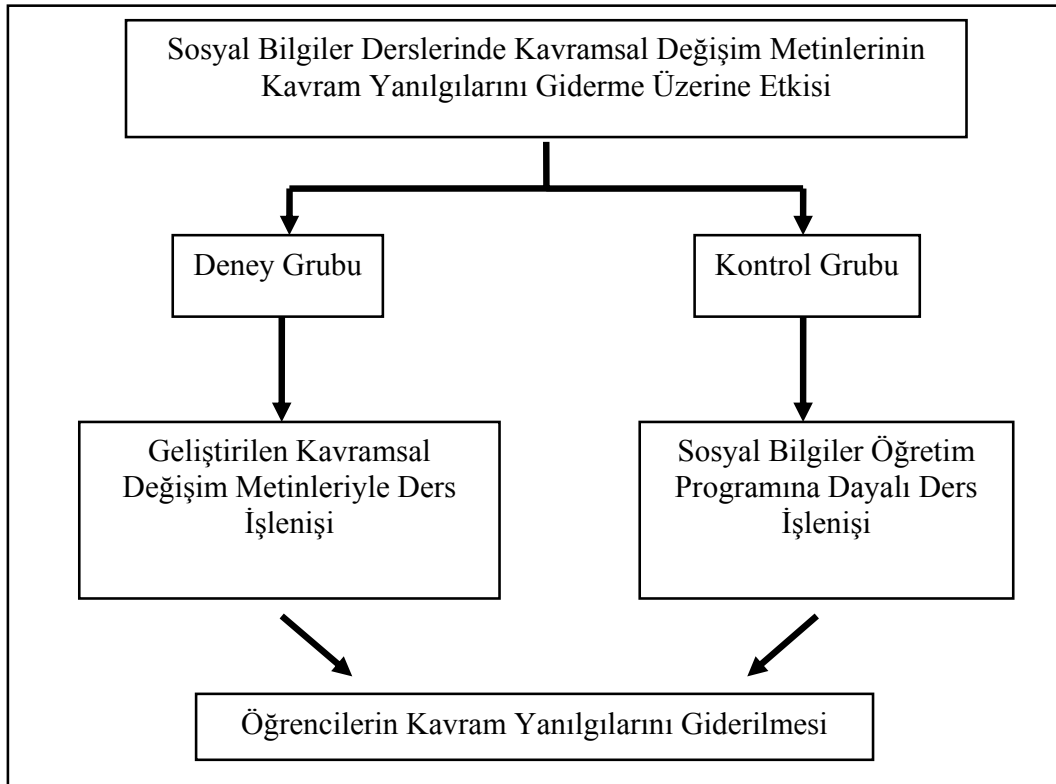 Sosyal Bilgiler Derslerinde Kavramsal Değişim Metinlerinin
Kavram Yanılgılarını Giderme Üzerine Etkisi
Deney Grubu
Kontrol Grubu
Geliştirilen Kavramsal
Değişim Metinleriyle Ders
İşlenişi
Sosyal Bilgiler Öğretim
Programına Dayalı Ders
İşlenişi
Öğrencilerin Kavram Yanılgılarını Giderilmesi